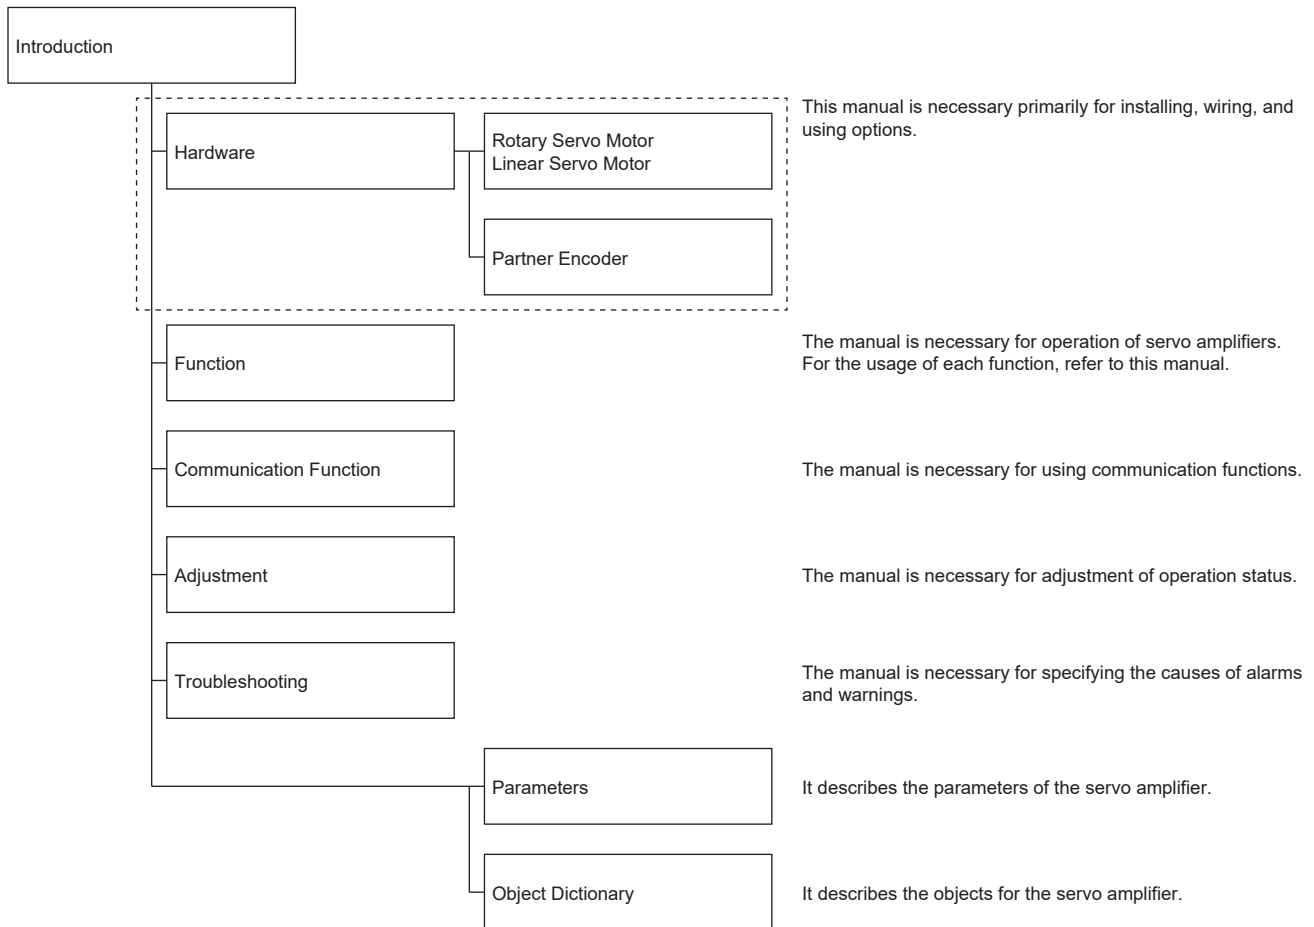 Introduction
This manual is necessary primarily for installing, wiring, and
using options.
Hardware
Rotary Servo Motor
Linear Servo Motor
Partner Encoder
Function
The manual is necessary for operation of servo amplifiers.
For the usage of each function, refer to this manual.
Communication Function
The manual is necessary for using communication functions.
Adjustment
The manual is necessary for adjustment of operation status.
Troubleshooting
The manual is necessary for specifying the causes of alarms
and warnings.
Parameters
It describes the parameters of the servo amplifier.
Object Dictionary
It describes the objects for the servo amplifier.